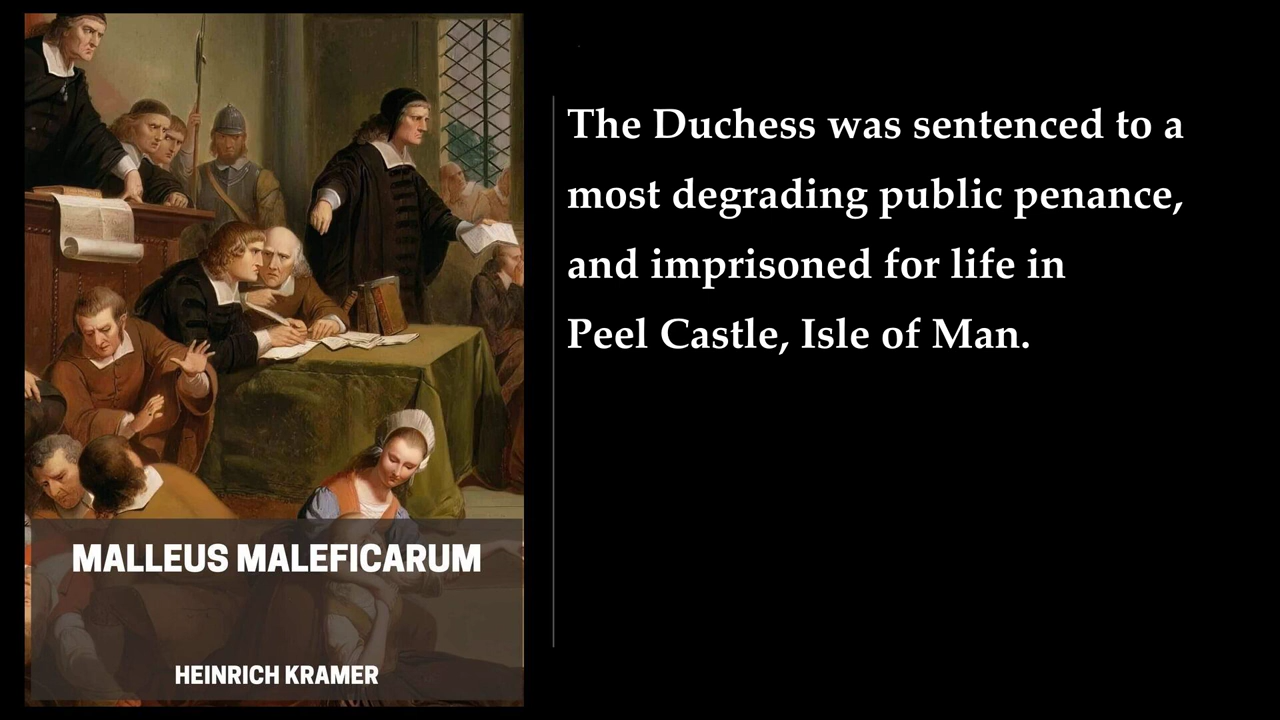 MALLEUS MALEFICARUM
HEINRICH KRAMER
The Duchess was sentenced to a
most degrading public penance,
and imprisoned for life in
Peel Castle, Isle of Man.